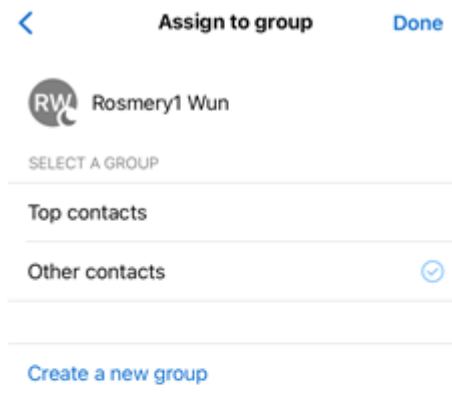 Assign to group
Done
RW
Rosmery1 Wun
SELECT A GROUP
Top contacts
Other contacts
Create a new group